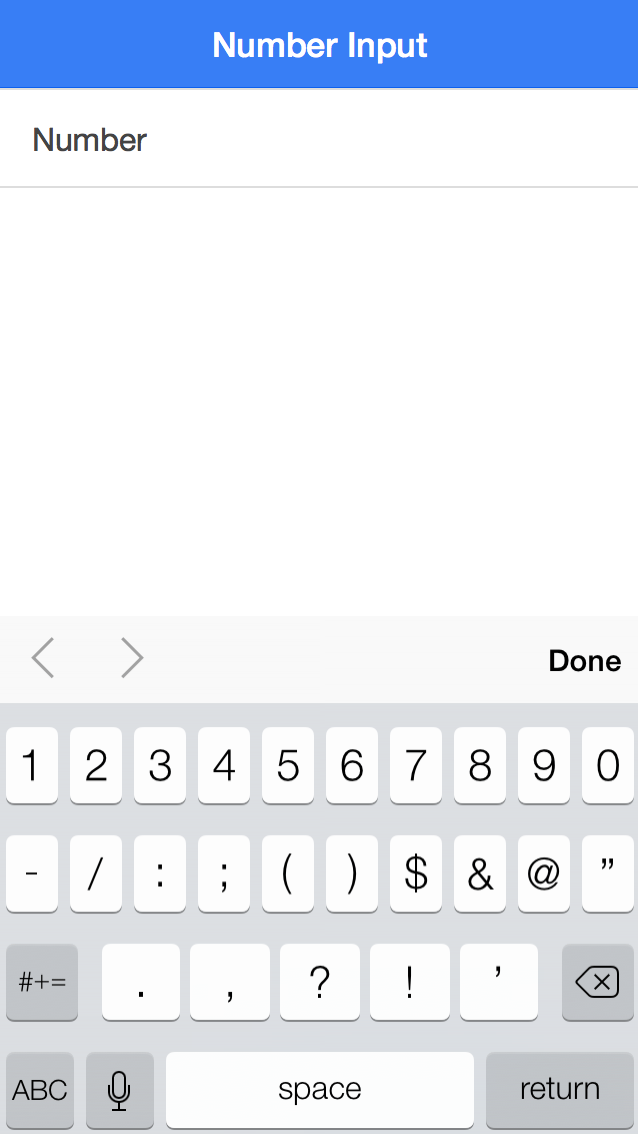 Number Input
Number
Done
1 2 3 4 5 6 7 8 9 0
- / : ; ( ) $ & @ ”
#+= . , ? ! ’
ABC space return